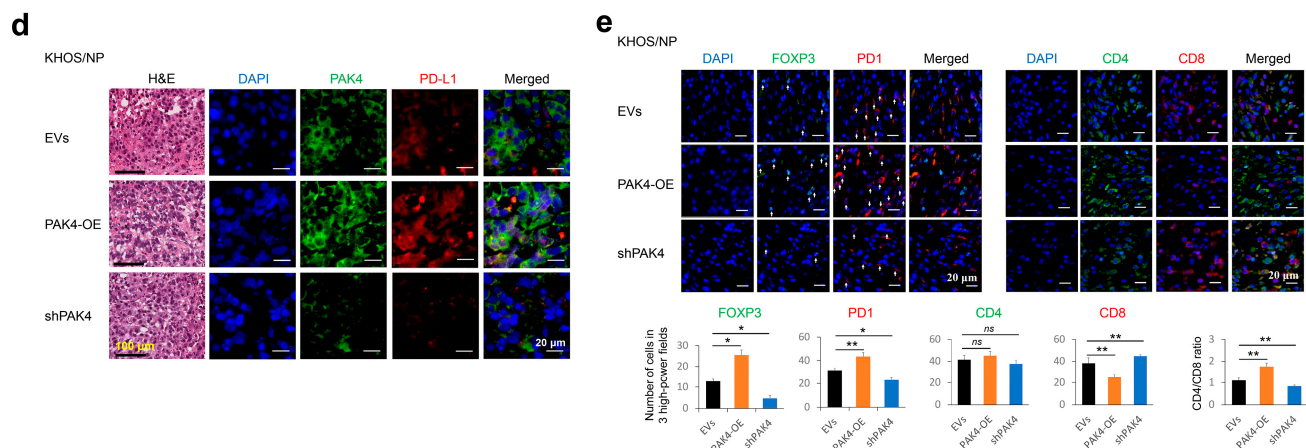 d
KHOS/NP
H&E DAPI PAK4 PD-L1 Merged
EVs
PAK4-OE
shPAK4
100 μm
20 μm
e
KHOS/NP
DAPI FOXP3 PD1 Merged
DAPI CD4 CD8 Merged
EVs
PAK4-OE
shPAK4
20 μm
20 μm
FOXP3
Number of cells in
3 high-power fields
30
20
10
0
*
*
EVs
PAK4-OE
shPAK4
PD1
60
40
20
0
*
**
EVs
PAK4-OE
shPAK4
CD4
60
40
20
0
ns
ns
EVs
PAK4-OE
shPAK4
CD8
60
40
20
0
**
**
EVs
PAK4-OE
shPAK4
CD4/CD8 ratio
3
2
1
0
**
**
EVs
PAK4-OE
shPAK4